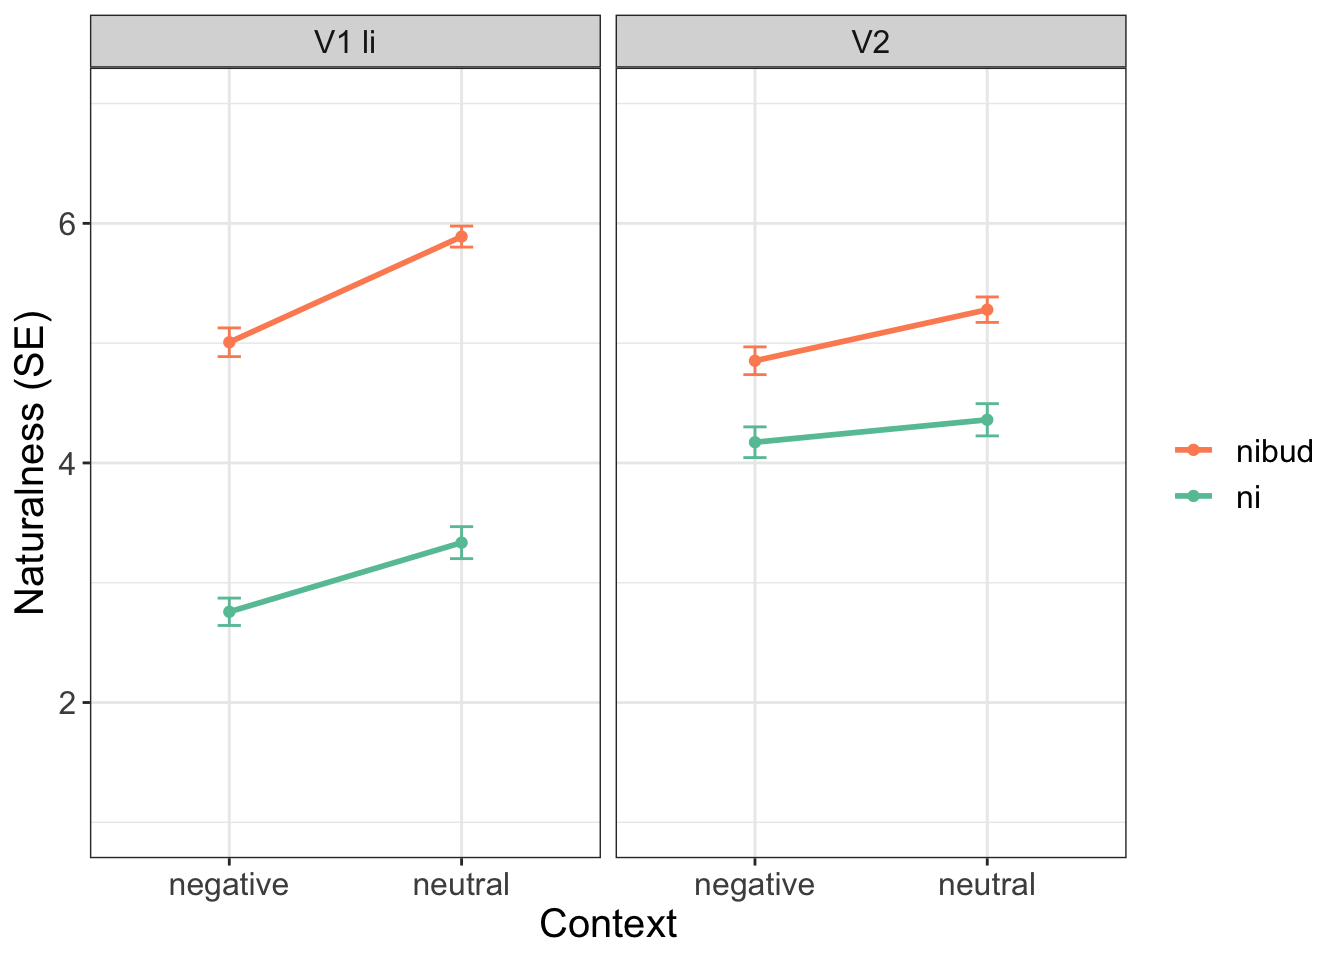 V1 li
V2
6
4
2
Naturalness (SE)
negative
neutral
negative
neutral
Context
nibud
ni